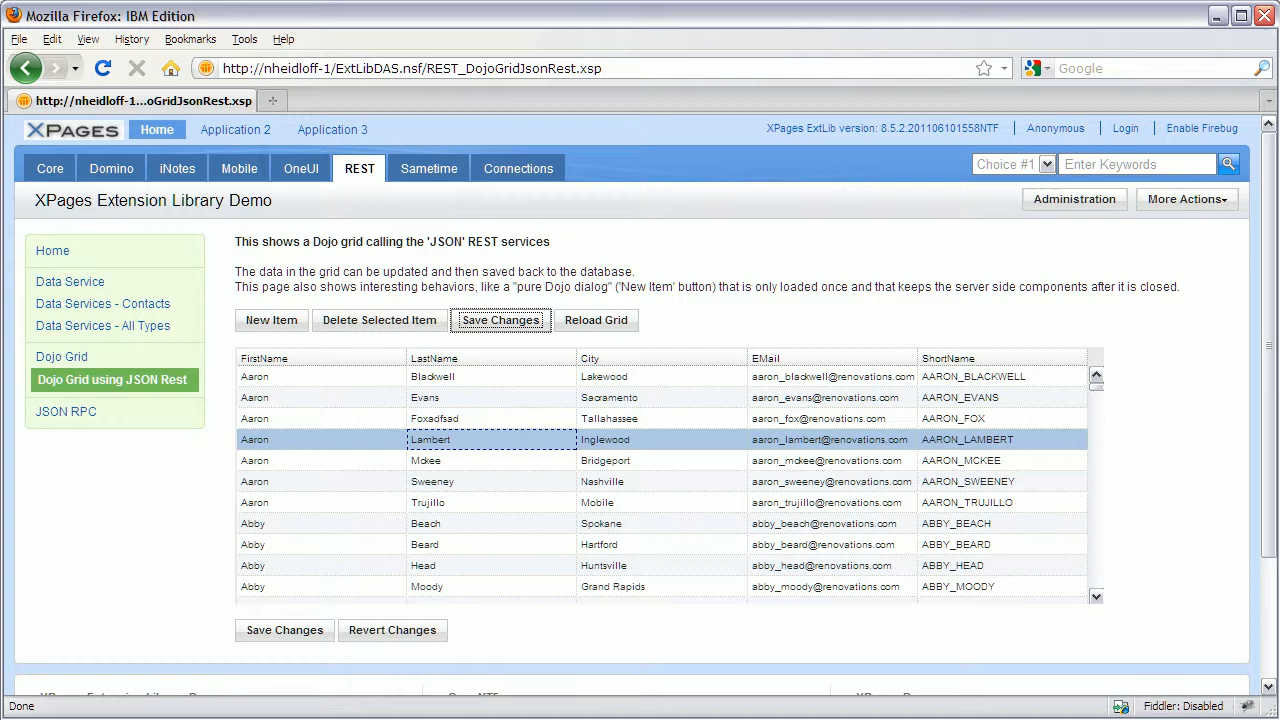 Mozilla Firefox: IBM Edition
File Edit View History Bookmarks Tools Help
http://nheidloff-1/ExtLibDAS.nsf/REST_DojoGridJsonRest.xsp Google
http://nheidloff-1...oGridJsonRest.xsp
XPAGES Home Application 2 Application 3 XPages ExtLib version: 8.5.2.201106101558NTF Anonymous Login Enable Firebug
Core Domino iNotes Mobile OneUI REST Sametime Connections Choice #1 Enter Keywords
XPages Extension Library Demo Administration More Actions
Home
Data Service
Data Services - Contacts
Data Services - All Types
Dojo Grid
Dojo Grid using JSON Rest
JSON RPC
This shows a Dojo grid calling the 'JSON' REST services
The data in the grid can be updated and then saved back to the database.
This page also shows interesting behaviors, like a "pure Dojo dialog" ('New Item' button) that is only loaded once and that keeps the server side components after it is closed.
New Item Delete Selected Item Save Changes Reload Grid
FirstName LastName City EMail ShortName
Aaron Blackwell Lakewood aaron_blackwell@renovations.com AARON_BLACKWELL
Aaron Evans Sacramento aaron_evans@renovations.com AARON_EVANS
Aaron Foxadfsad Tallahassee aaron_fox@renovations.com AARON_FOX
Aaron Lambert Inglewood aaron_lambert@renovations.com AARON_LAMBERT
Aaron Mckee Bridgeport aaron_mckee@renovations.com AARON_MCKEE
Aaron Sweeney Nashville aaron_sweeney@renovations.com AARON_SWEENEY
Aaron Trujillo Mobile aaron_trujillo@renovations.com AARON_TRUJILLO
Abby Beach Spokane abby_beach@renovations.com ABBY_BEACH
Abby Beard Hartford abby_beard@renovations.com ABBY_BEARD
Abby Head Huntsville abby_head@renovations.com ABBY_HEAD
Abby Moody Grand Rapids abby_moody@renovations.com ABBY_MOODY
Save Changes Revert Changes
Done Fiddler: Disabled